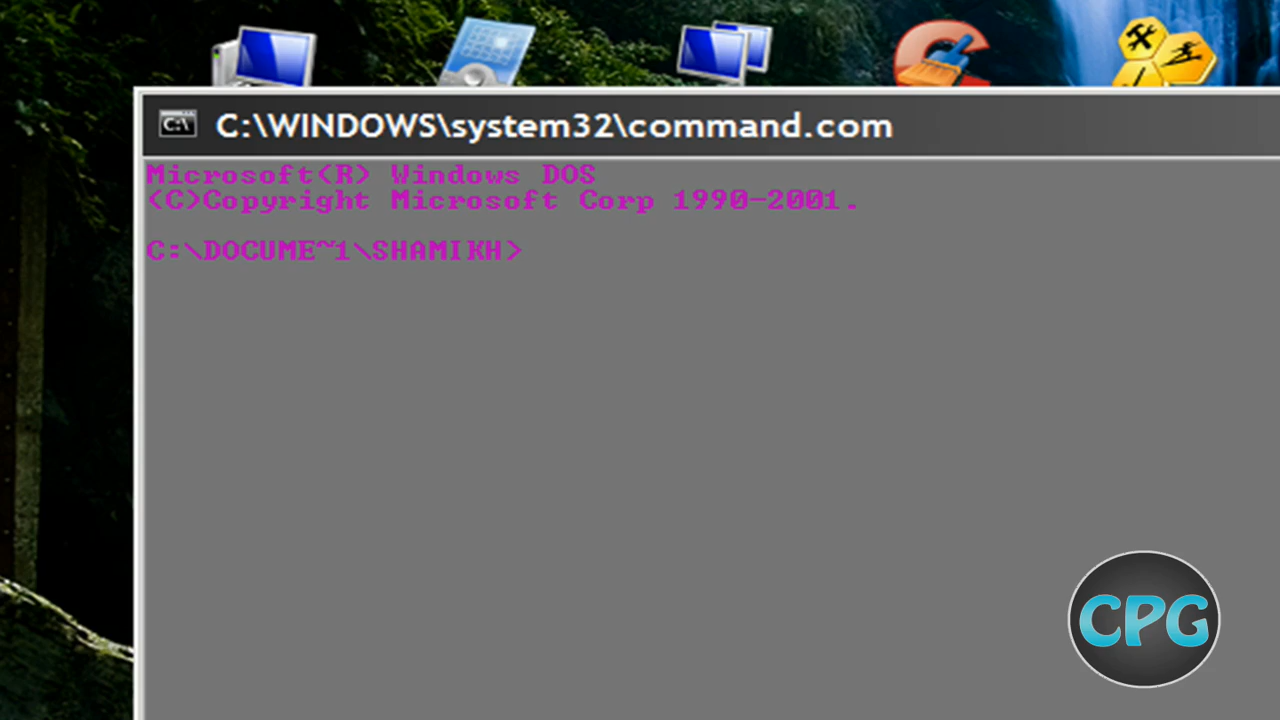 C:\WINDOWS\system32\command.com
Microsoft(R) Windows DOS
(C)Copyright Microsoft Corp 1990-2001.
C:\DOCUME~1\SHAMIKH>
CPG